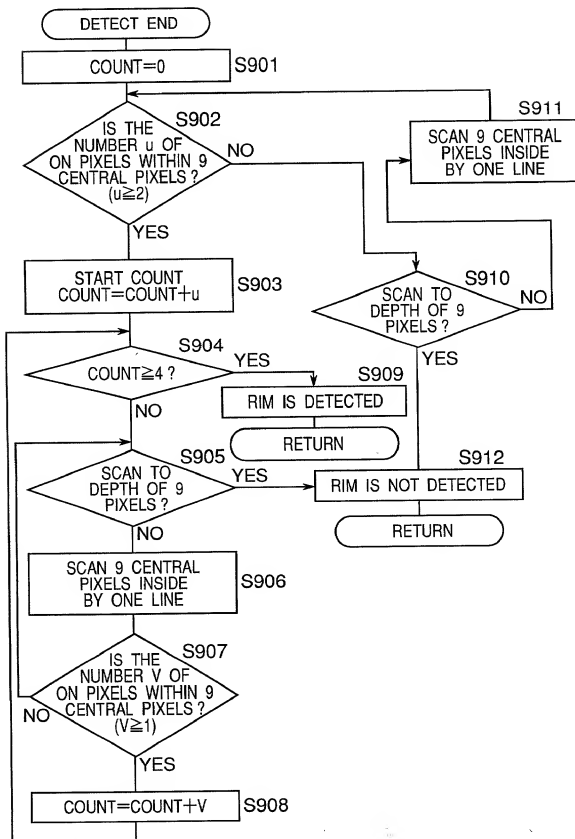 DETECT END
COUNT=0
S901
S902
IS THE
NUMBER u OF
ON PIXELS WITHIN 9
CENTRAL PIXELS?
(u≧2)
NO
YES
S911
SCAN 9 CENTRAL
PIXELS INSIDE
BY ONE LINE
START COUNT
COUNT=COUNT+u
S903
S910
SCAN TO
DEPTH OF 9
PIXELS?
NO
YES
S904
COUNT≧4?
YES
NO
S909
RIM IS DETECTED
RETURN
S905
SCAN TO
DEPTH OF 9
PIXELS?
YES
NO
S912
RIM IS NOT DETECTED
RETURN
SCAN 9 CENTRAL
PIXELS INSIDE
BY ONE LINE
S906
S907
IS THE
NUMBER V OF
ON PIXELS WITHIN 9
CENTRAL PIXELS?
(V≧1)
NO
YES
COUNT=COUNT+V
S908